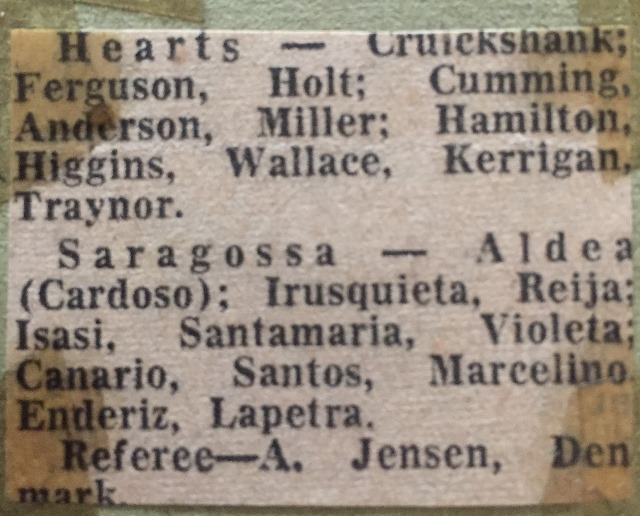 Hearts — Cruickshank;
Ferguson, Holt; Cumming,
Anderson, Miller; Hamilton,
Higgins, Wallace, Kerrigan,
Traynor.
Saragossa — Aldea
(Cardoso); Irusquieta, Reija;
Isasi, Santamaria, Violeta;
Canario, Santos, Marcelino
Enderiz, Lapetra.
Referee—A. Jensen, Den
mark.